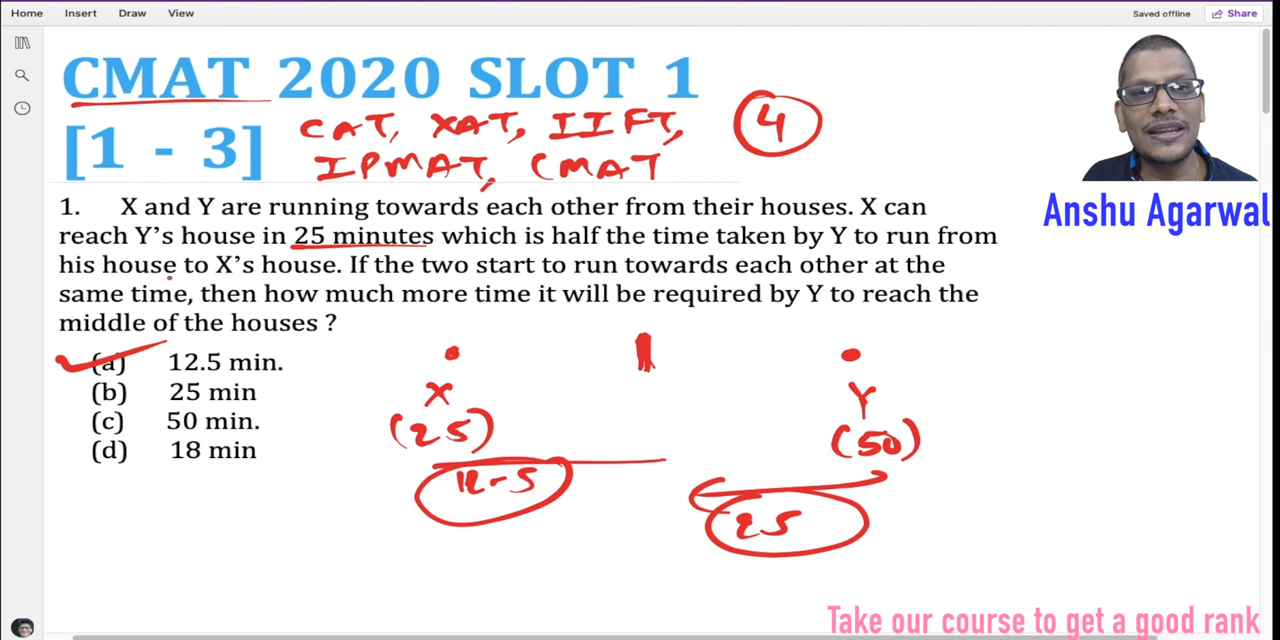 Home Insert Draw View Saved offline Share
CMAT 2020 SLOT 1
[1 - 3] CAT, XAT, IIFT, 4
IPMAT, CMAT
Anshu Agarwal
1. X and Y are running towards each other from their houses. X can
reach Y's house in 25 minutes which is half the time taken by Y to run from
his house to X's house. If the two start to run towards each other at the
same time, then how much more time it will be required by Y to reach the
middle of the houses ?
(a) 12.5 min.
(b) 25 min
(c) 50 min.
(d) 18 min
X Y
(25) (50)
12-5 25
Take our course to get a good rank